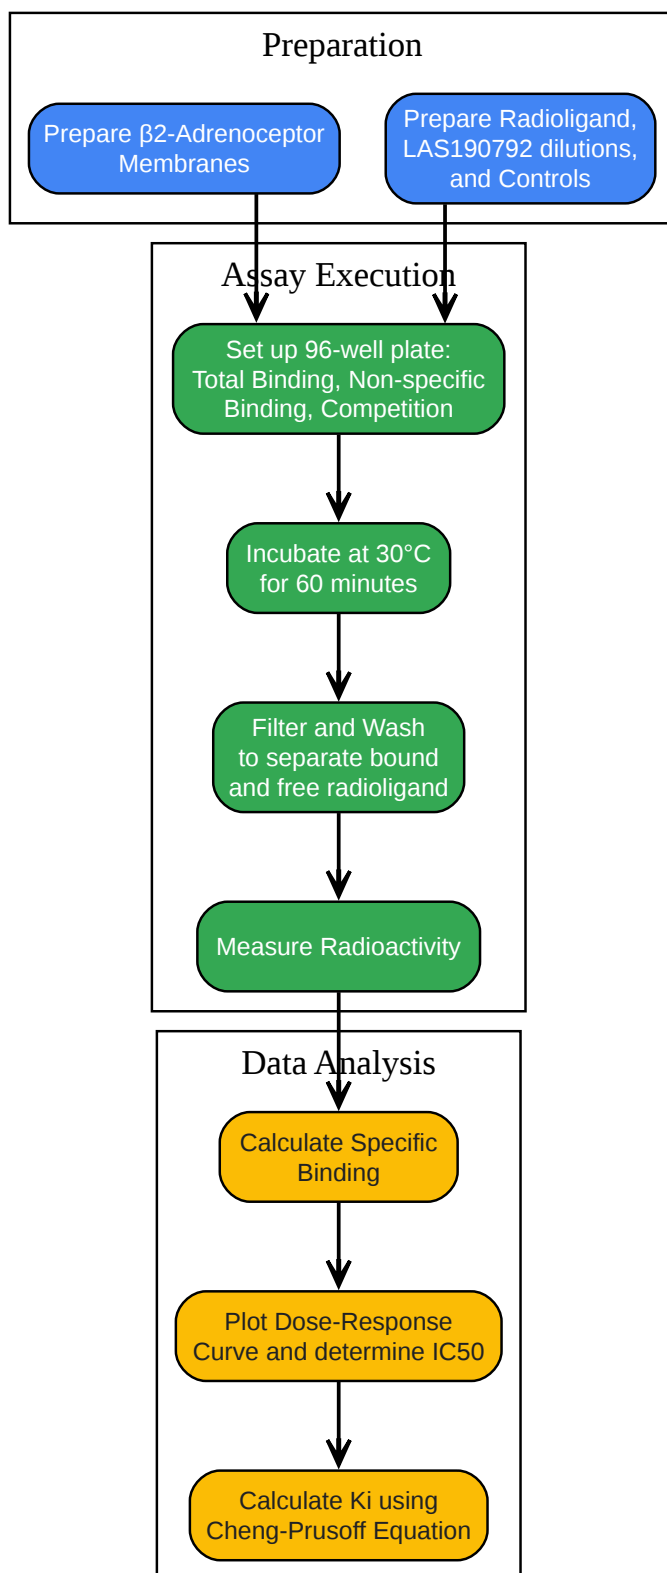 Preparation
Prepare β2-Adrenoceptor
Membranes
Prepare Radioligand,
LAS190792 dilutions,
and Controls
Assay Execution
Set up 96-well plate:
Total Binding, Non-specific
Binding, Competition
Incubate at 30°C
for 60 minutes
Filter and Wash
to separate bound
and free radioligand
Measure Radioactivity
Data Analysis
Calculate Specific
Binding
Plot Dose-Response
Curve and determine IC50
Calculate Ki using
Cheng-Prusoff Equation